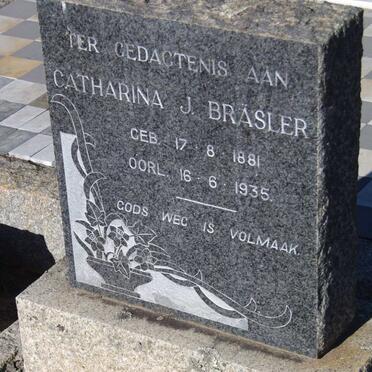 TER GEDACTENIS AAN
CATHARINA J. BRÄSLER
GEB. 17-8-1881
OORL. 16-6-1935.
GODS WEG IS VOLMAAK.